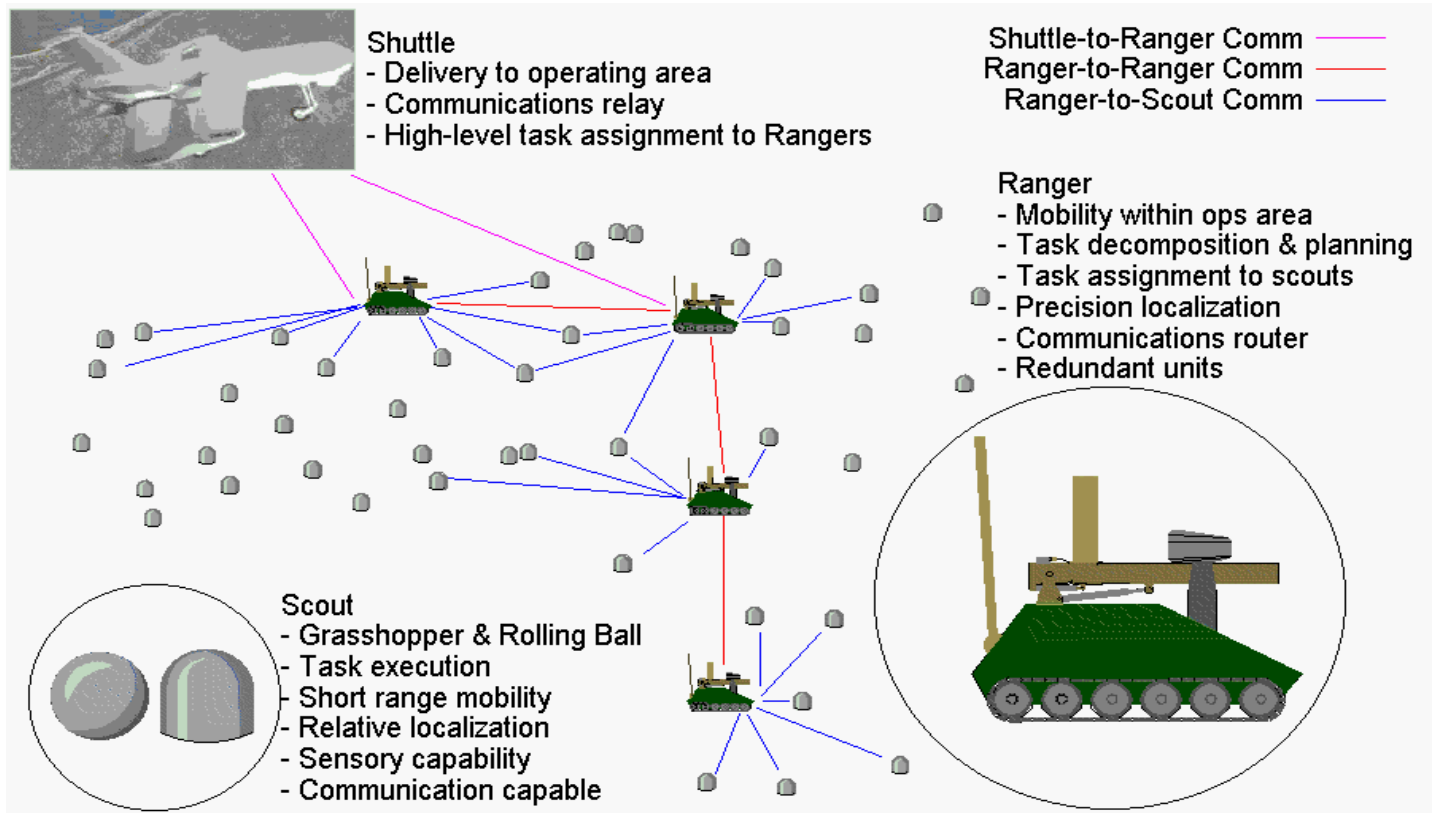 Shuttle
- Delivery to operating area
- Communications relay
- High-level task assignment to Rangers
Shuttle-to-Ranger Comm
Ranger-to-Ranger Comm
Ranger-to-Scout Comm
Ranger
- Mobility within ops area
- Task decomposition & planning
- Task assignment to scouts
- Precision localization
- Communications router
- Redundant units
Scout
- Grasshopper & Rolling Ball
- Task execution
- Short range mobility
- Relative localization
- Sensory capability
- Communication capable